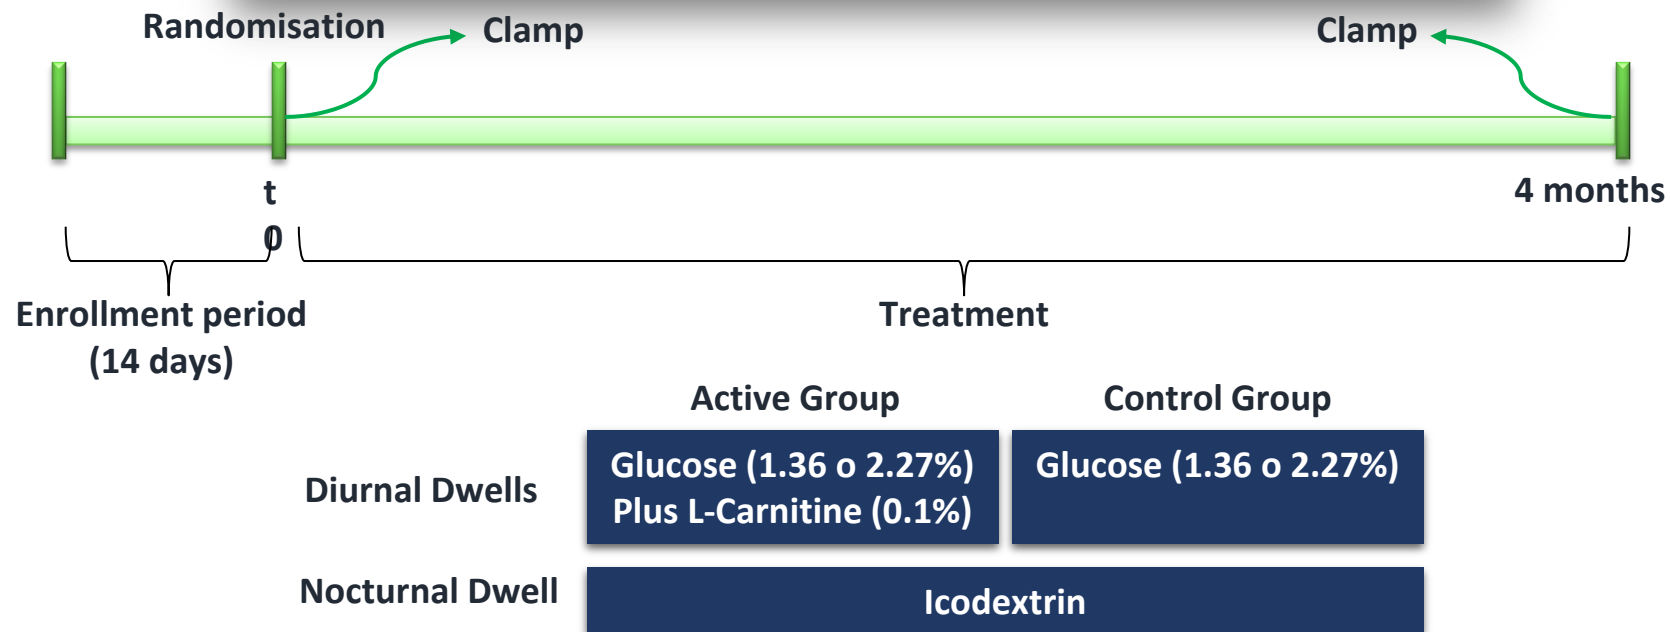 Randomisation
Clamp
Clamp
t
0
4 months
Enrollment period
(14 days)
Treatment
Active Group
Control Group
Diurnal Dwells
Glucose (1.36 o 2.27%)
Plus L-Carnitine (0.1%)
Glucose (1.36 o 2.27%)
Nocturnal Dwell
Icodextrin